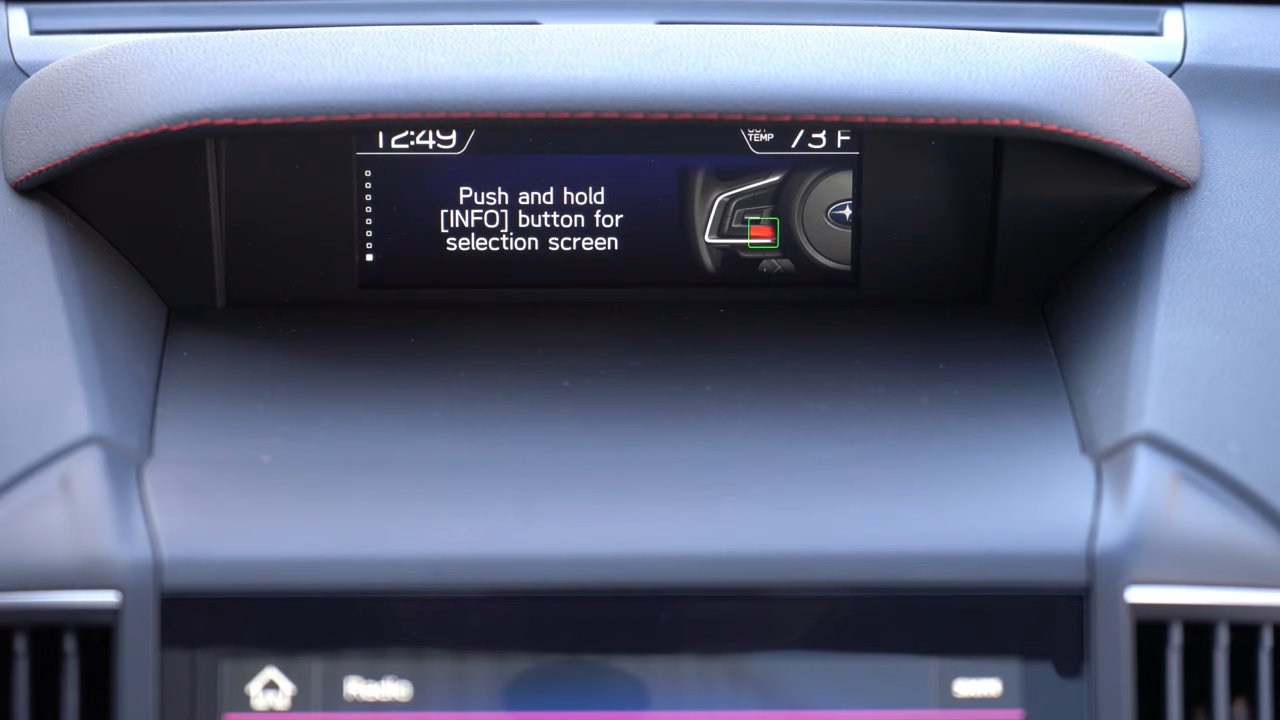 12:49
OUT
TEMP 73 F
Push and hold
[INFO] button for
selection screen
Radio